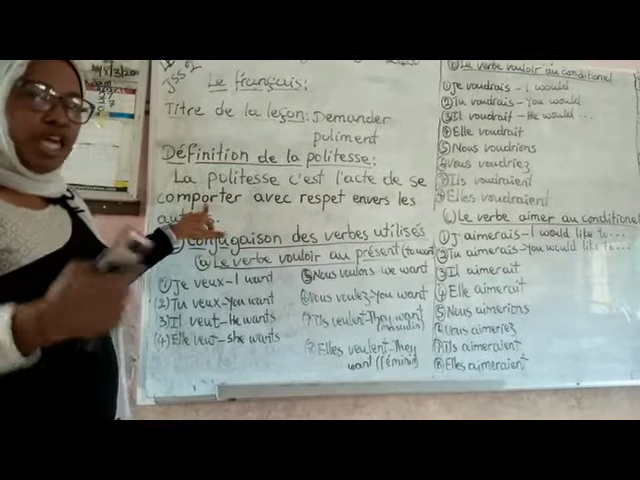 JSS 2
Le français:
Titre de la leçon: Demander
poliment
Définition de la politesse:
La politesse c'est l'acte de se
comporter avec respet envers les
Conjugaison des verbes utilisés
(a) Le verbe vouloir au présent (to want)
(1) Je veux - I want
(2) Tu veux - You want
(3) Il veut - He wants
(4) Elle veut - She wants
(5) Nous voulons - we want
(6) Vous voulez - You want
(7) Ils veulent - They want
(masculin)
(8) Elles veulent - They
want (féminin)
(b) Le verbe vouloir au conditionnel
(1) Je voudrais - I would
(2) Tu voudrais - You would
(3) Il voudrait - He would ...
(4) Elle voudrait
(5) Nous voudrions
(6) Vous voudriez
(7) Ils voudraient
(8) Elles voudraient
Le verbe aimer au conditionnel
(1) J'aimerais - I would like to ...
(2) Tu aimerais - You would like to ...
(3) Il aimerait
(4) Elle aimerait
(5) Nous aimerions
(6) Vous aimeriez
(7) Ils aimeraient
(8) Elles aimeraient